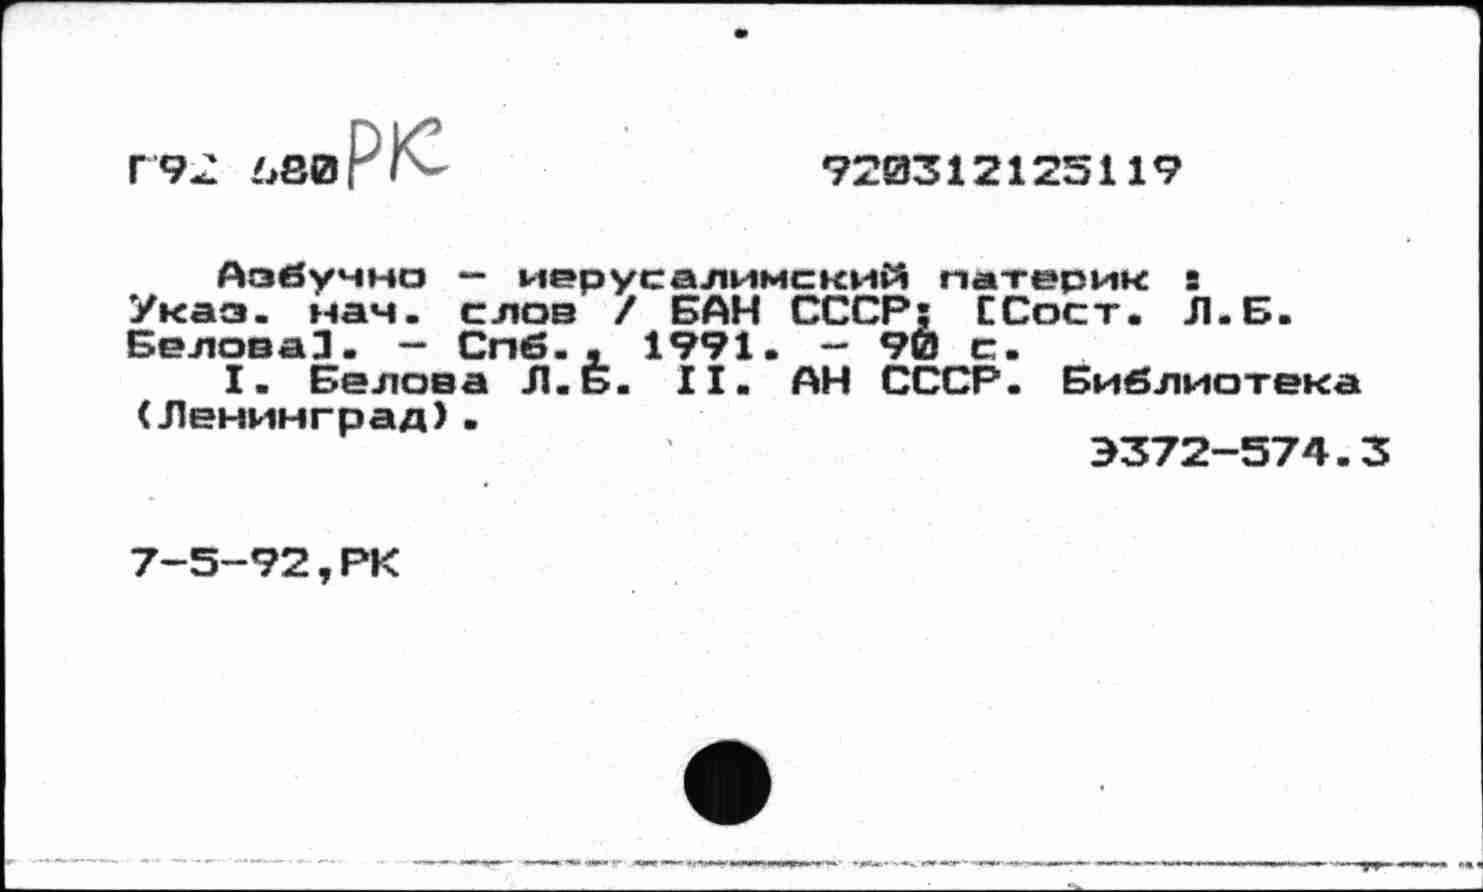 Г92 680 РК 920312125119
Азбучно - иерусалимский патерик :
Указ. нач. слов / БАН СССР; [Сост. Л.Б.
Белова]. - Спб., 1991. - 90 с.
I. Белова Л.Б. II. АН СССР. Библиотека
(Ленинград).
Э372-574.3
7-5-92,РК